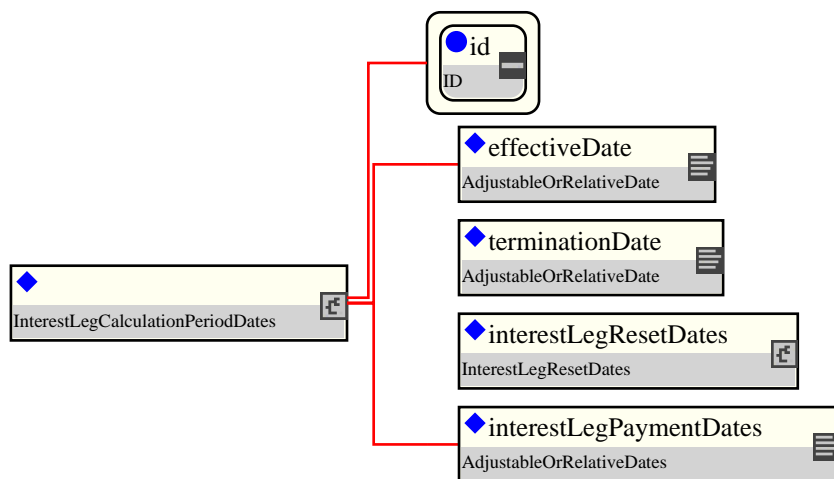 id
ID
effectiveDate
AdjustableOrRelativeDate
terminationDate
AdjustableOrRelativeDate
InterestLegCalculationPeriodDates
interestLegResetDates
InterestLegResetDates
interestLegPaymentDates
AdjustableOrRelativeDates